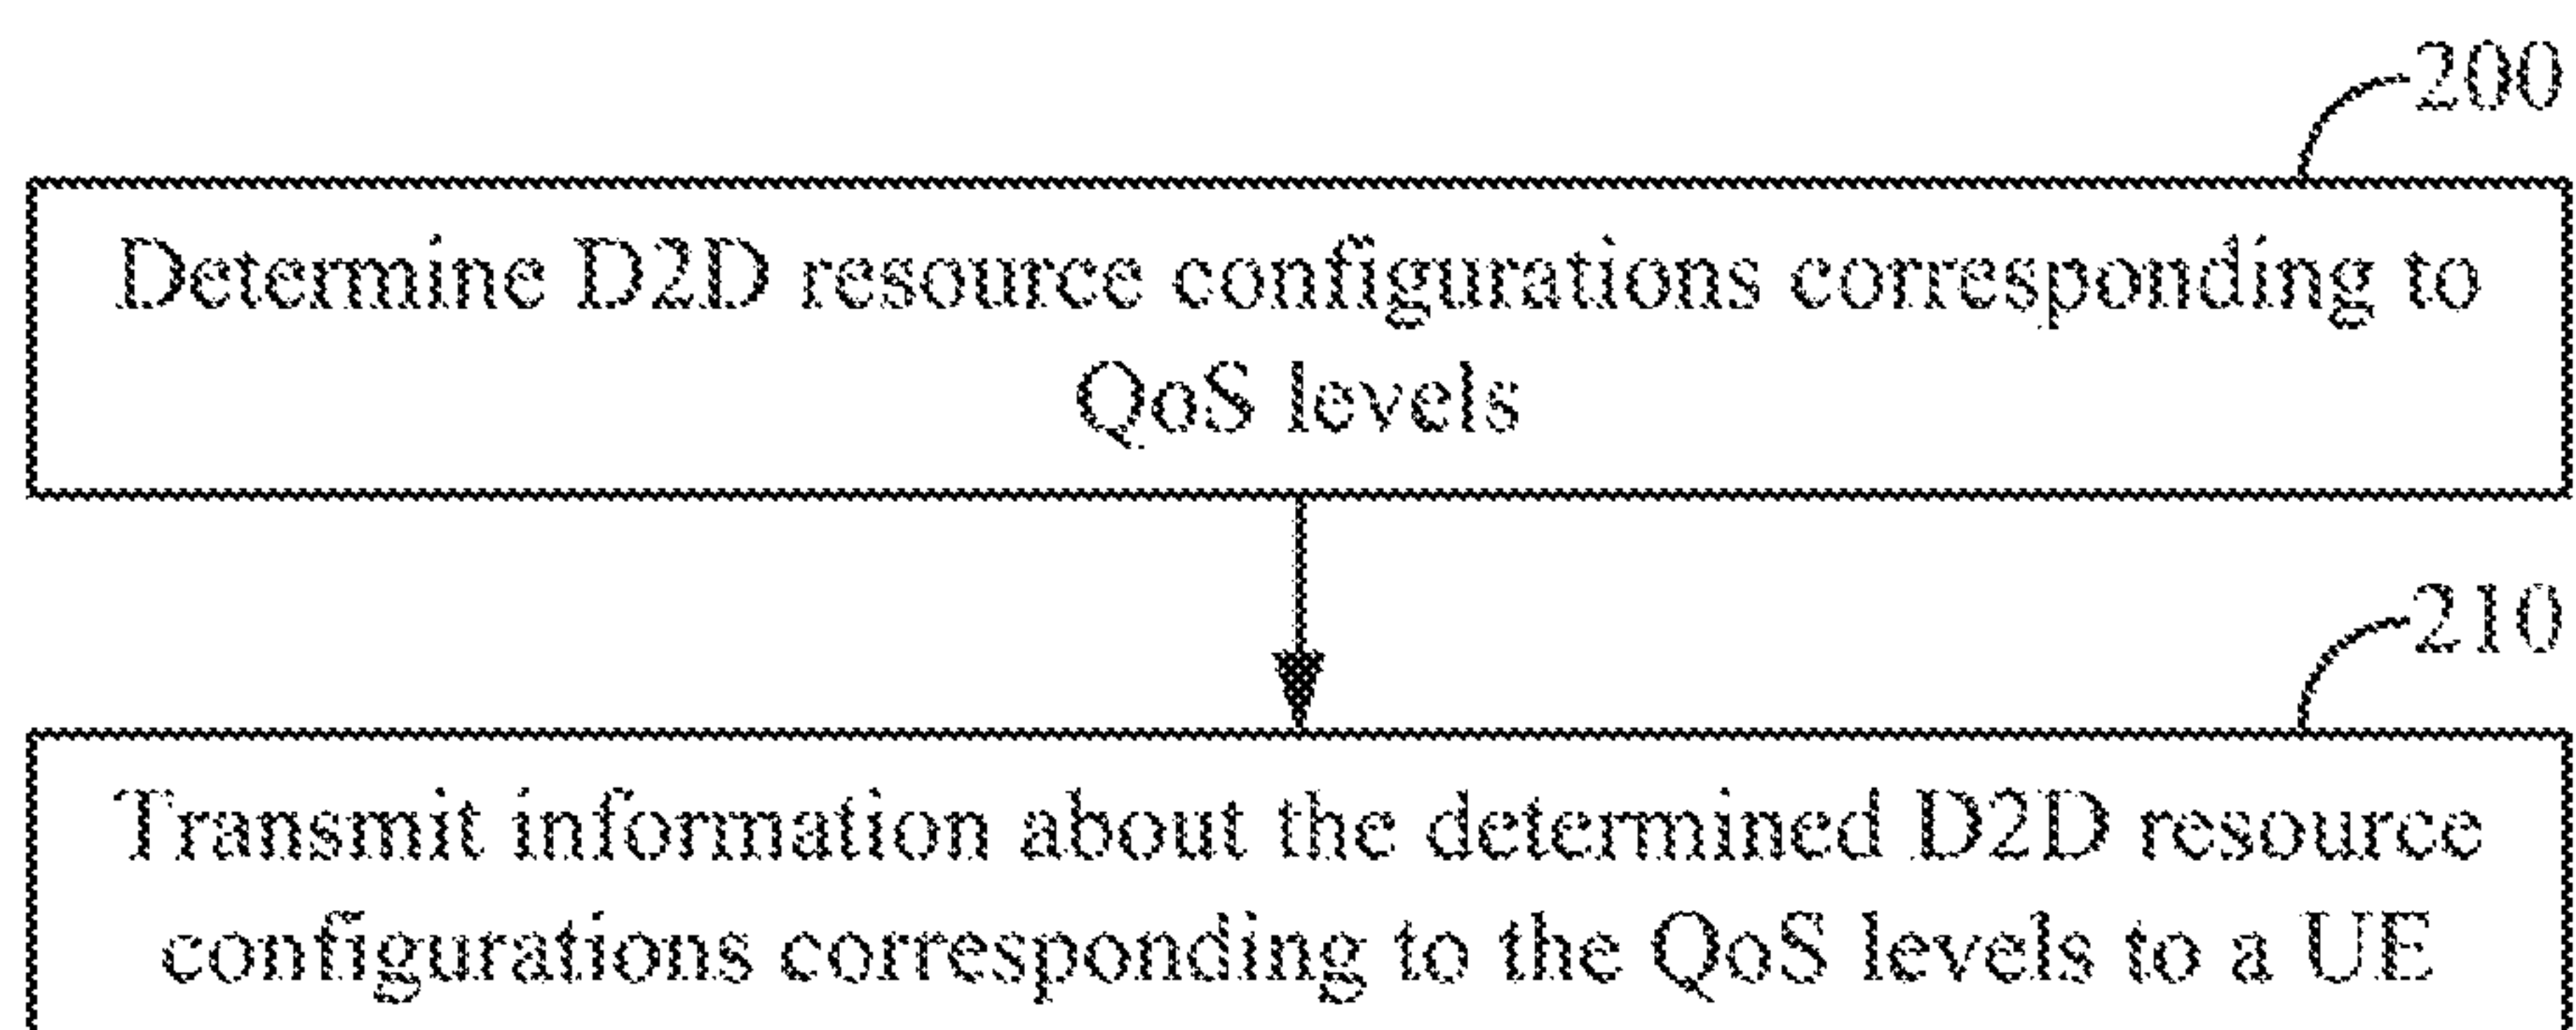 200
Determine D2D resource configurations corresponding to
QoS levels
210
Transmit information about the determined D2D resource
configurations corresponding to the QoS levels to a UE